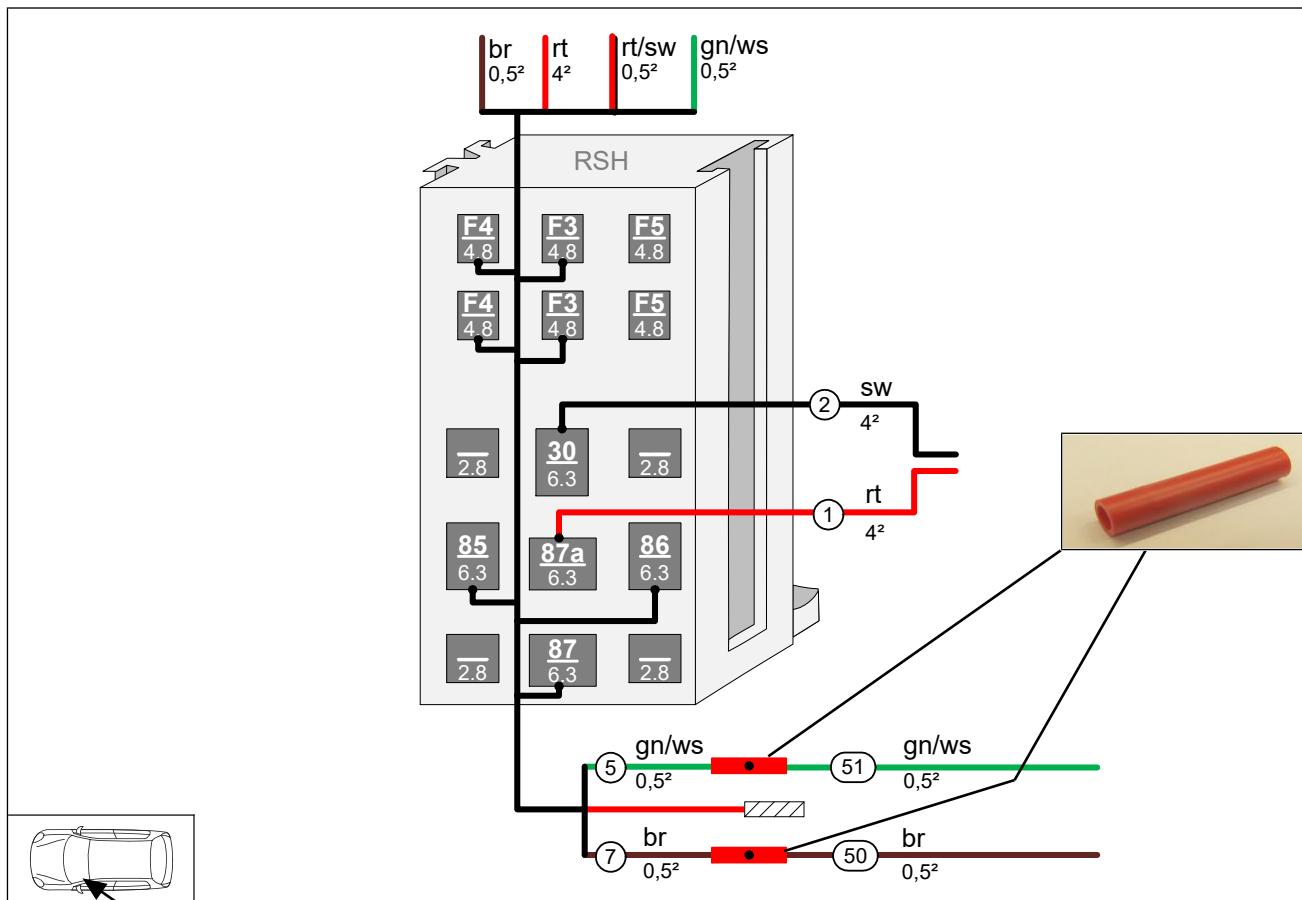 br rt rt/sw gn/ws
0,5² 4² 0,5² 0,5²
RSH
F4 F3 F5
4.8 4.8 4.8
F4 F3 F5
4.8 4.8 4.8
2 sw
4²
30
2.8 6.3 2.8
1 rt
4²
85 87a 86
6.3 6.3 6.3
87
2.8 6.3 2.8
5 gn/ws 51 gn/ws
0,5² 0,5²
7 br 50 br
0,5² 0,5²